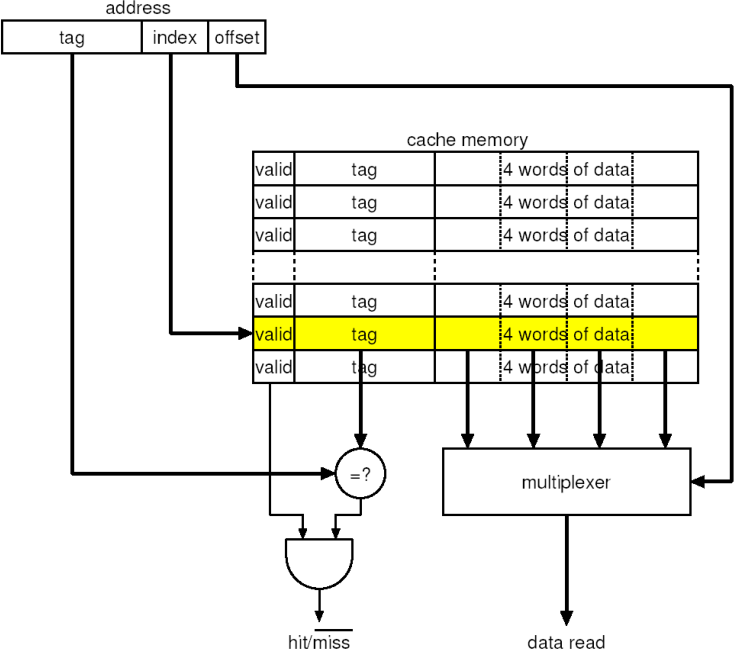 address
tag index offset
cache memory
valid tag 4 words of data
valid tag 4 words of data
valid tag 4 words of data
valid tag 4 words of data
valid tag 4 words of data
valid tag 4 words of data
=?
multiplexer
hit/miss data read